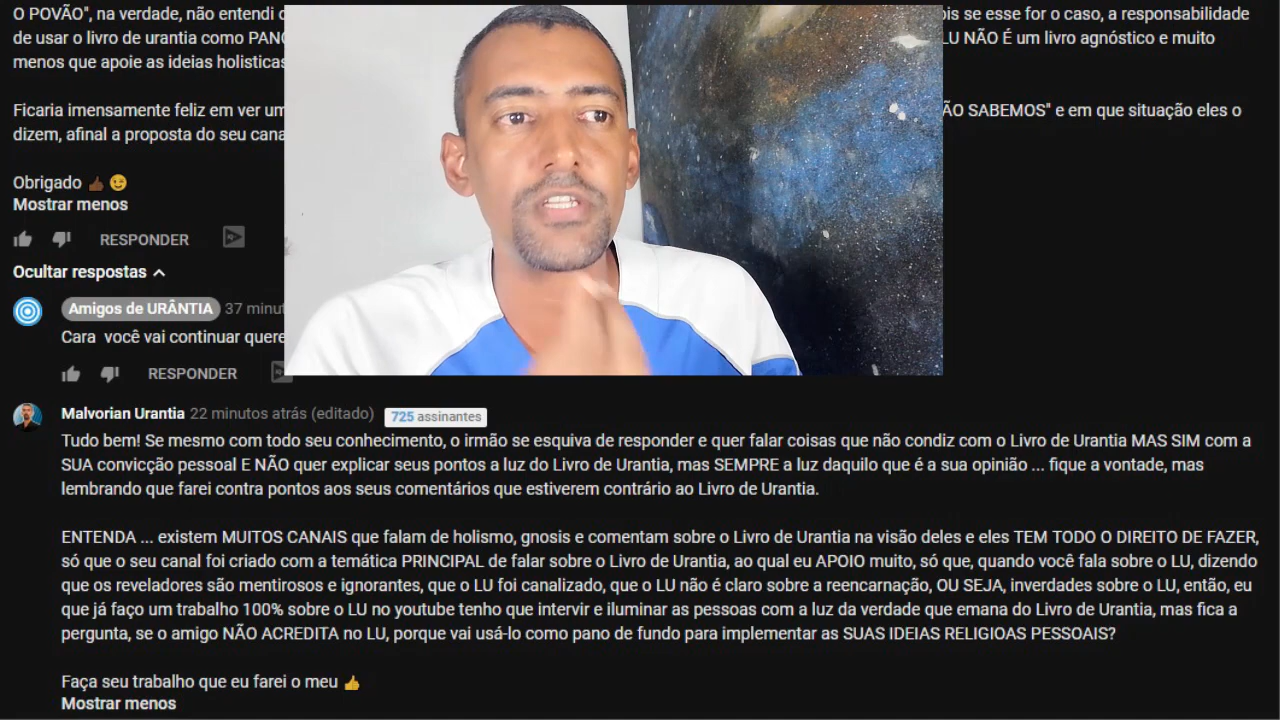 O POVÃO", na verdade, não entendi is se esse for o caso, a responsabilidade
de usar o livro de urantia como LU NÃO É um livro agnóstico e muito
menos que apoie as ideias holisticas
Ficaria imensamente feliz em ver SABEMOS" e em que situação eles o
dizem, afinal a proposta do seu
Obrigado 👍🏾 😉
Mostrar menos
RESPONDER
Ocultar respostas
Amigos de URÂNTIA 37
Cara você vai continuar
RESPONDER
Malvorian Urantia 22 minutos atrás (editado) 725 assinantes
Tudo bem! Se mesmo com todo seu conhecimento, o irmão se esquiva de responder e quer falar coisas que não condiz com o Livro de Urantia MAS SIM com a
SUA convicção pessoal E NÃO quer explicar seus pontos a luz do Livro de Urantia, mas SEMPRE a luz daquilo que é a sua opinião ... fique a vontade, mas
lembrando que farei contra pontos aos seus comentários que estiverem contrário ao Livro de Urantia.
ENTENDA ... existem MUITOS CANAIS que falam de holismo, gnosis e comentam sobre o Livro de Urantia na visão deles e eles TEM TODO O DIREITO DE FAZER,
só que o seu canal foi criado com a temática PRINCIPAL de falar sobre o Livro de Urantia, ao qual eu APOIO muito, só que, quando você fala sobre o LU, dizendo
que os reveladores são mentirosos e ignorantes, que o LU foi canalizado, que o LU não é claro sobre a reencarnação, OU SEJA, inverdades sobre o LU, então, eu
que já faço um trabalho 100% sobre o LU no youtube tenho que intervir e iluminar as pessoas com a luz da verdade que emana do Livro de Urantia, mas fica a
pergunta, se o amigo NÃO ACREDITA no LU, porque vai usá-lo como pano de fundo para implementar as SUAS IDEIAS RELIGIOAS PESSOAIS?
Faça seu trabalho que eu farei o meu 👍
Mostrar menos